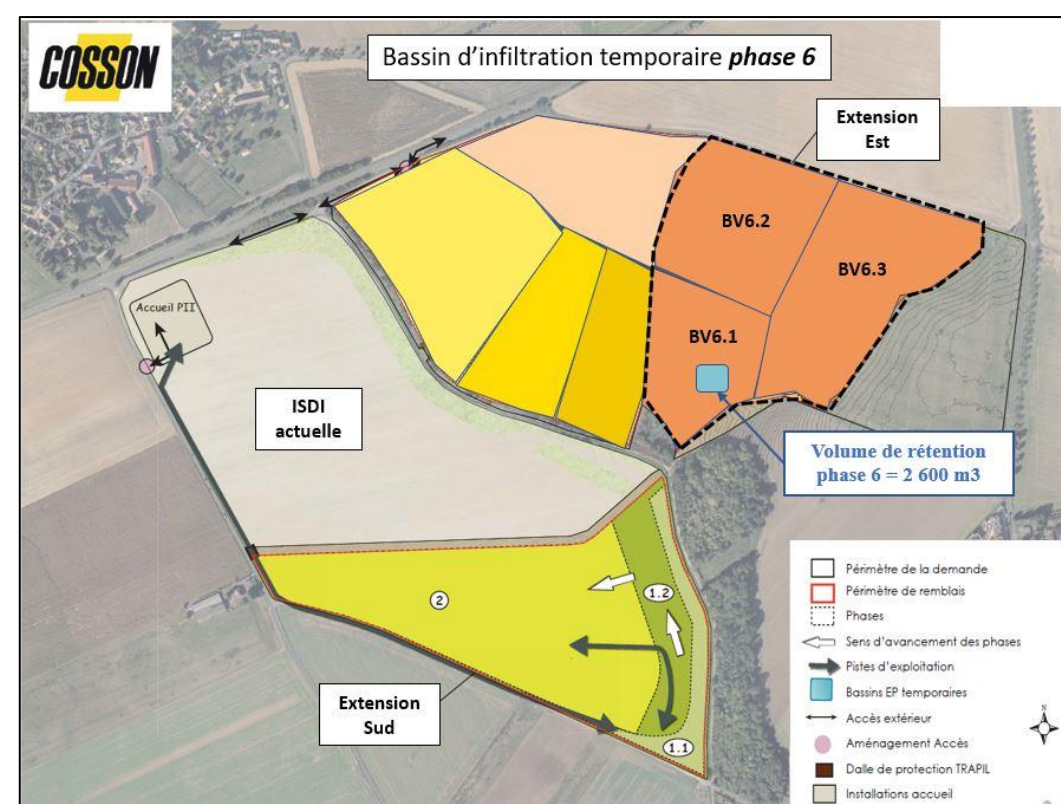 COSSON
Bassin d'infiltration temporaire phase 6
Extension
Est
BV6.2
BV6.3
Accueil PII
BV6.1
ISDI
actuelle
Volume de rétention
phase 6 = 2 600 m3
2
1.2
Extension
Sud
1.1
Périmètre de la demande
Périmètre de remblais
Phases
Sens d'avancement des phases
Pistes d'exploitation
Bassins EP temporaires
Accès extérieur
N
Aménagement Accès
Dalle de protection TRAPIL
Installations accueil